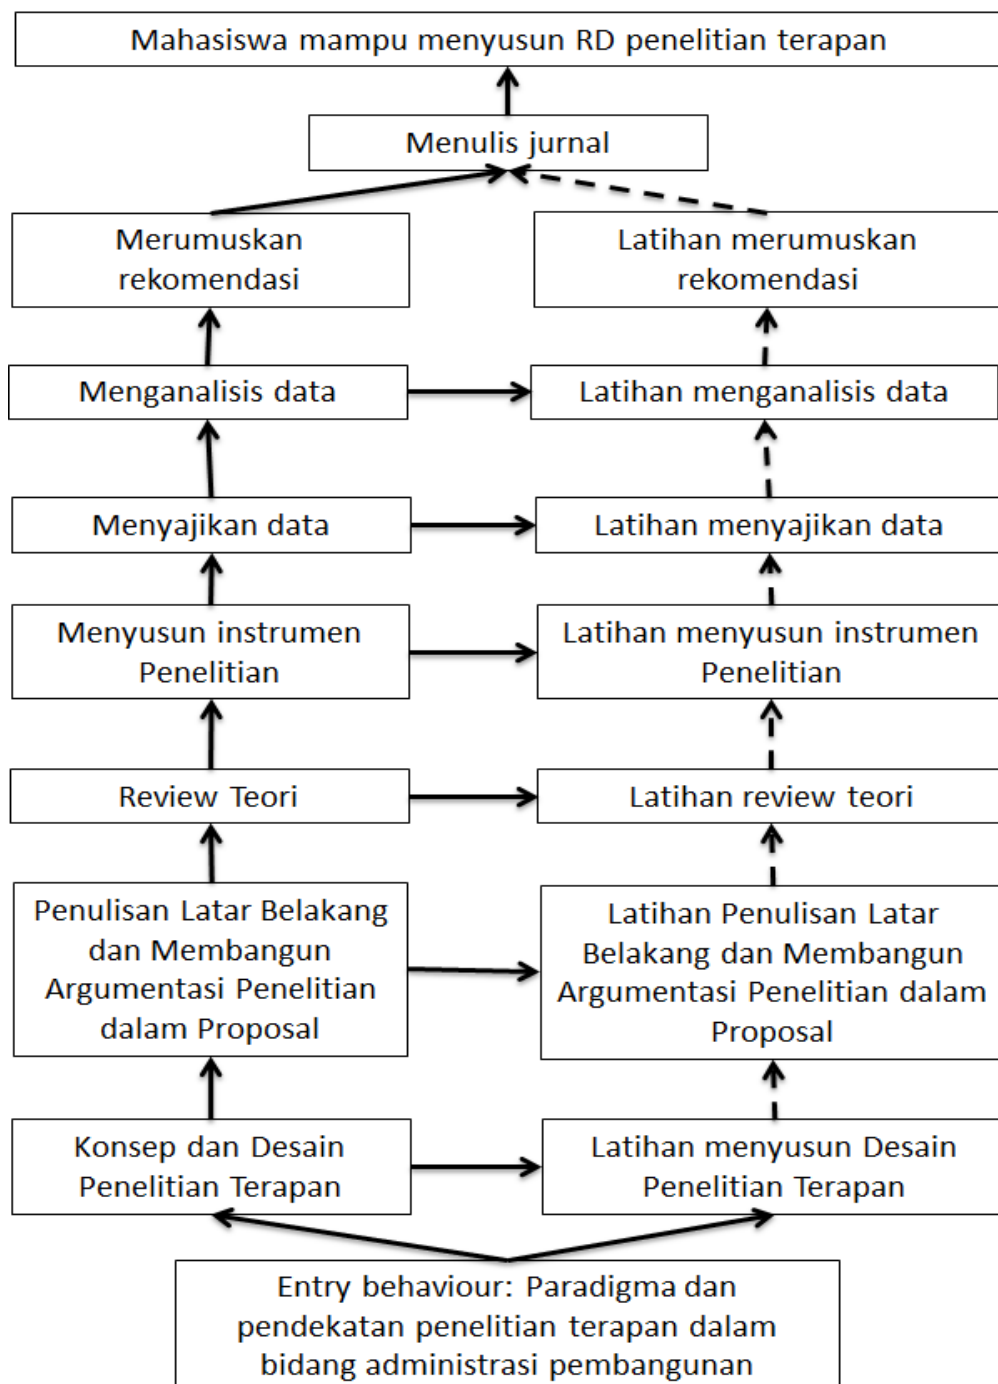 Mahasiswa mampu menyusun RD penelitian terapan
Menulis jurnal
Merumuskan
rekomendasi
Latihan merumuskan
rekomendasi
Menganalisis data
Latihan menganalisis data
Menyajikan data
Latihan menyajikan data
Menyusun instrumen
Penelitian
Latihan menyusun instrumen
Penelitian
Review Teori
Latihan review teori
Penulisan Latar Belakang
dan Membangun
Argumentasi Penelitian
dalam Proposal
Latihan Penulisan Latar
Belakang dan Membangun
Argumentasi Penelitian dalam
Proposal
Konsep dan Desain
Penelitian Terapan
Latihan menyusun Desain
Penelitian Terapan
Entry behaviour: Paradigma dan
pendekatan penelitian terapan dalam
bidang administrasi pembangunan